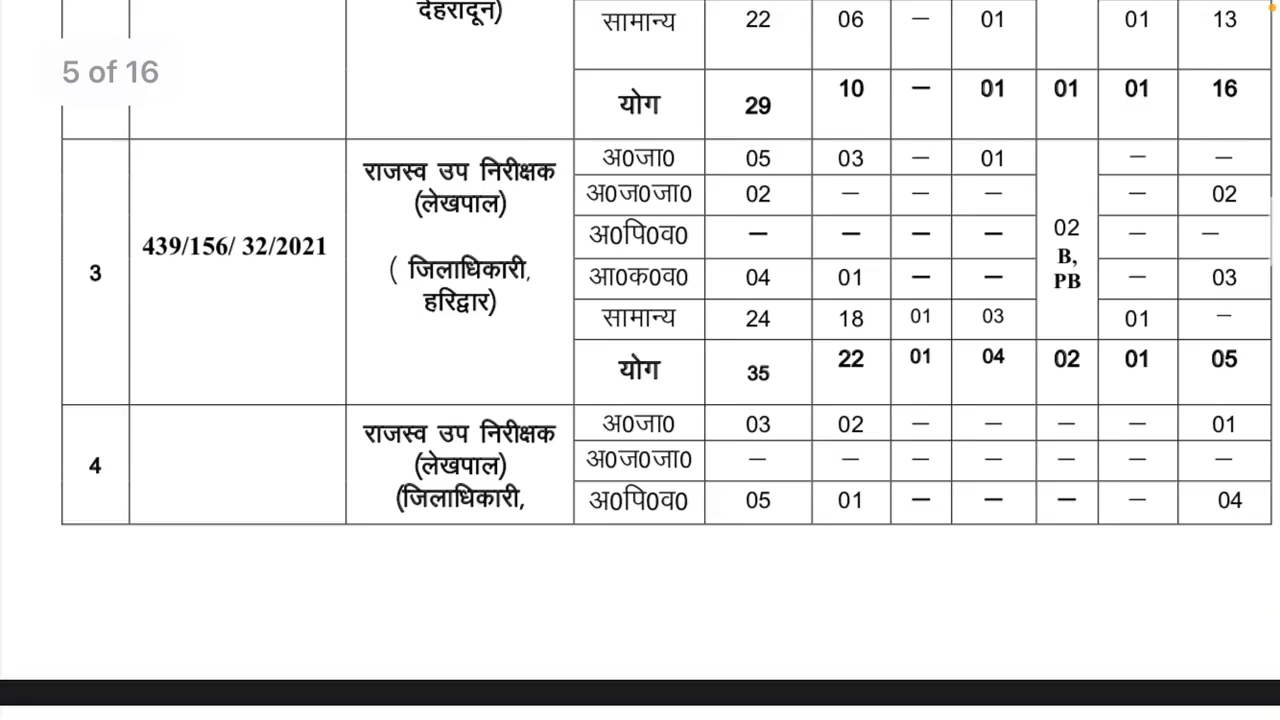 देहरादून)
सामान्य 22 06 – 01 01 13
5 of 16
योग 29 10 – 01 01 01 16
3 439/156/ 32/2021 राजस्व उप निरीक्षक
(लेखपाल)
( जिलाधिकारी,
हरिद्वार)
अ0जा0 05 03 – 01 – –
अ0ज0जा0 02 – – – – 02
अ0पि0व0 – – – – – –
आ0क0व0 04 01 – – – 03
सामान्य 24 18 01 03 01 –
02
B,
PB
योग 35 22 01 04 02 01 05
4 राजस्व उप निरीक्षक
(लेखपाल)
(जिलाधिकारी,
अ0जा0 03 02 – – – – 01
अ0ज0जा0 – – – – – – –
अ0पि0व0 05 01 – – – – 04